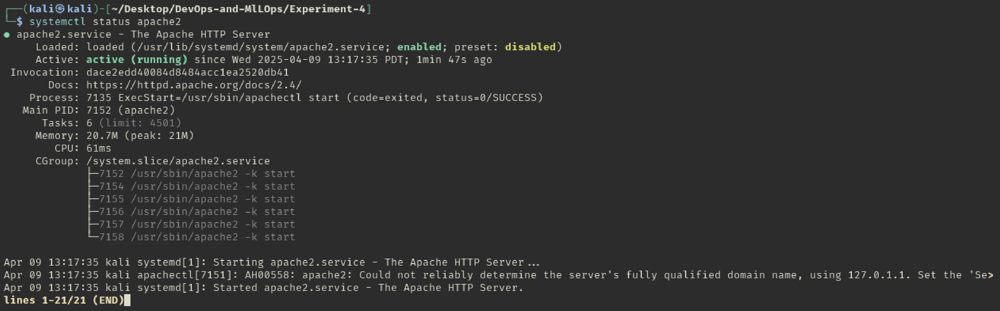 ┌──(kali㉿kali)-[~/Desktop/DevOps-and-MlLOps/Experiment-4]
└─$ systemctl status apache2
● apache2.service - The Apache HTTP Server
     Loaded: loaded (/usr/lib/systemd/system/apache2.service; enabled; preset: disabled)
     Active: active (running) since Wed 2025-04-09 13:17:35 PDT; 1min 47s ago
 Invocation: dace2edd40084d8484acc1ea2520db41
       Docs: https://httpd.apache.org/docs/2.4/
    Process: 7135 ExecStart=/usr/sbin/apachectl start (code=exited, status=0/SUCCESS)
   Main PID: 7152 (apache2)
      Tasks: 6 (limit: 4501)
     Memory: 20.7M (peak: 21M)
        CPU: 61ms
     CGroup: /system.slice/apache2.service
             ├─7152 /usr/sbin/apache2 -k start
             ├─7154 /usr/sbin/apache2 -k start
             ├─7155 /usr/sbin/apache2 -k start
             ├─7156 /usr/sbin/apache2 -k start
             ├─7157 /usr/sbin/apache2 -k start
             └─7158 /usr/sbin/apache2 -k start

Apr 09 13:17:35 kali systemd[1]: Starting apache2.service - The Apache HTTP Server...
Apr 09 13:17:35 kali apachectl[7151]: AH00558: apache2: Could not reliably determine the server's fully qualified domain name, using 127.0.1.1. Set the 'Se>
Apr 09 13:17:35 kali systemd[1]: Started apache2.service - The Apache HTTP Server.
lines 1-21/21 (END)